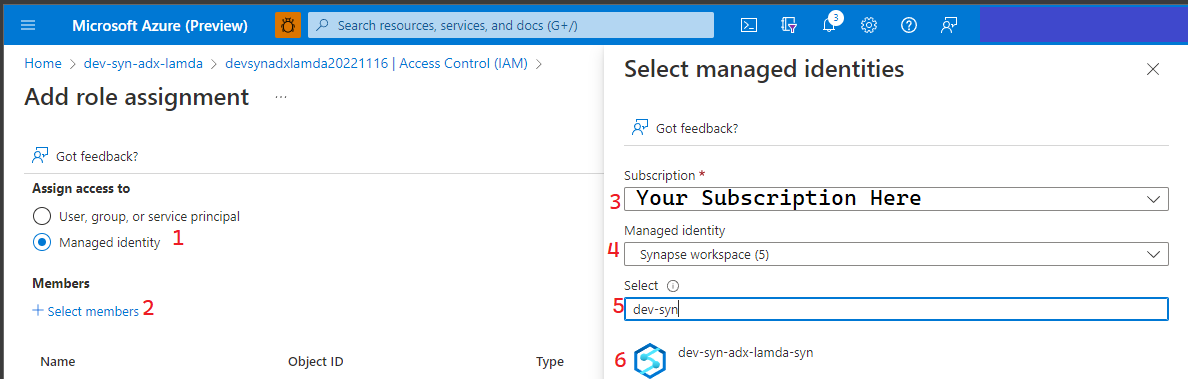 Microsoft Azure (Preview)
Search resources, services, and docs (G+/)
3
Home > dev-syn-adx-lamda > devsynadxlamda20221116 | Access Control (IAM) >
Add role assignment ...
Got feedback?
Assign access to
User, group, or service principal
Managed identity 1
Members
+ Select members 2
Name Object ID Type
Select managed identities
Got feedback?
Subscription *
3 Your Subscription Here
Managed identity
4 Synapse workspace (5)
Select
5 dev-syn
6 dev-syn-adx-lamda-syn